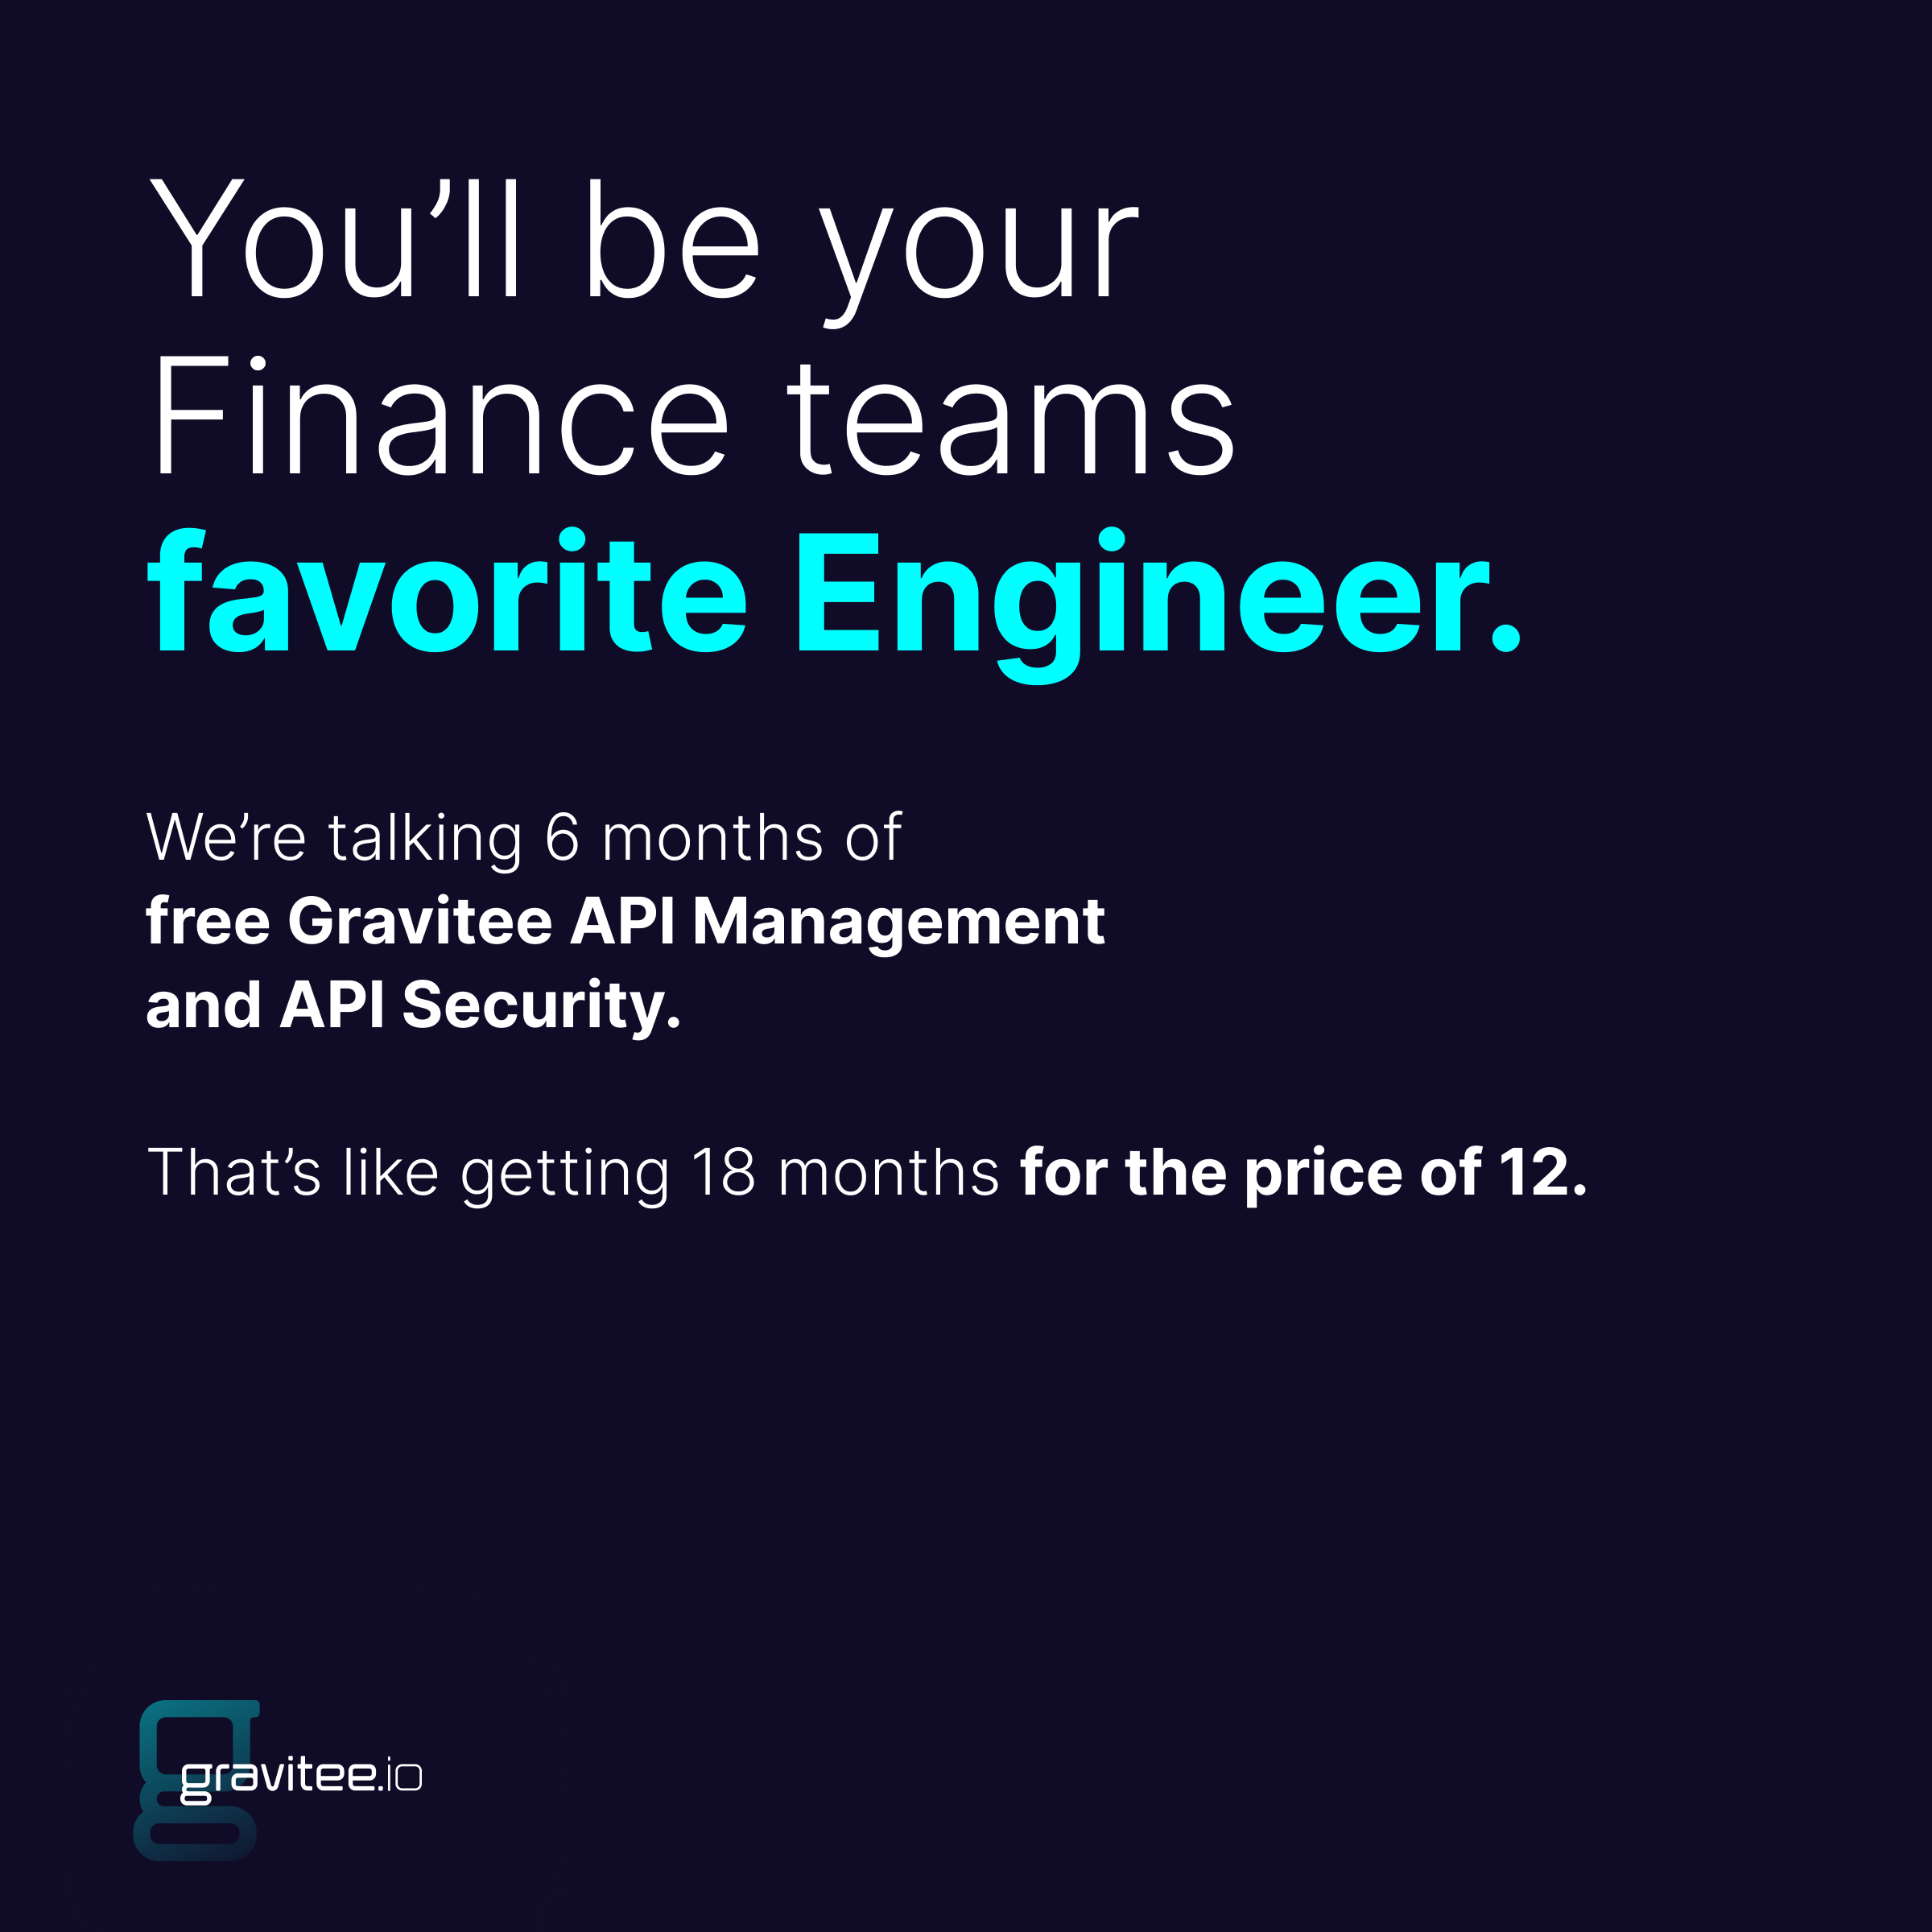 You’ll be your
Finance teams
favorite Engineer.
We’re talking 6 months of
free Gravitee API Management
and API Security.
That’s like getting 18 months for the price of 12.
gravitee.io